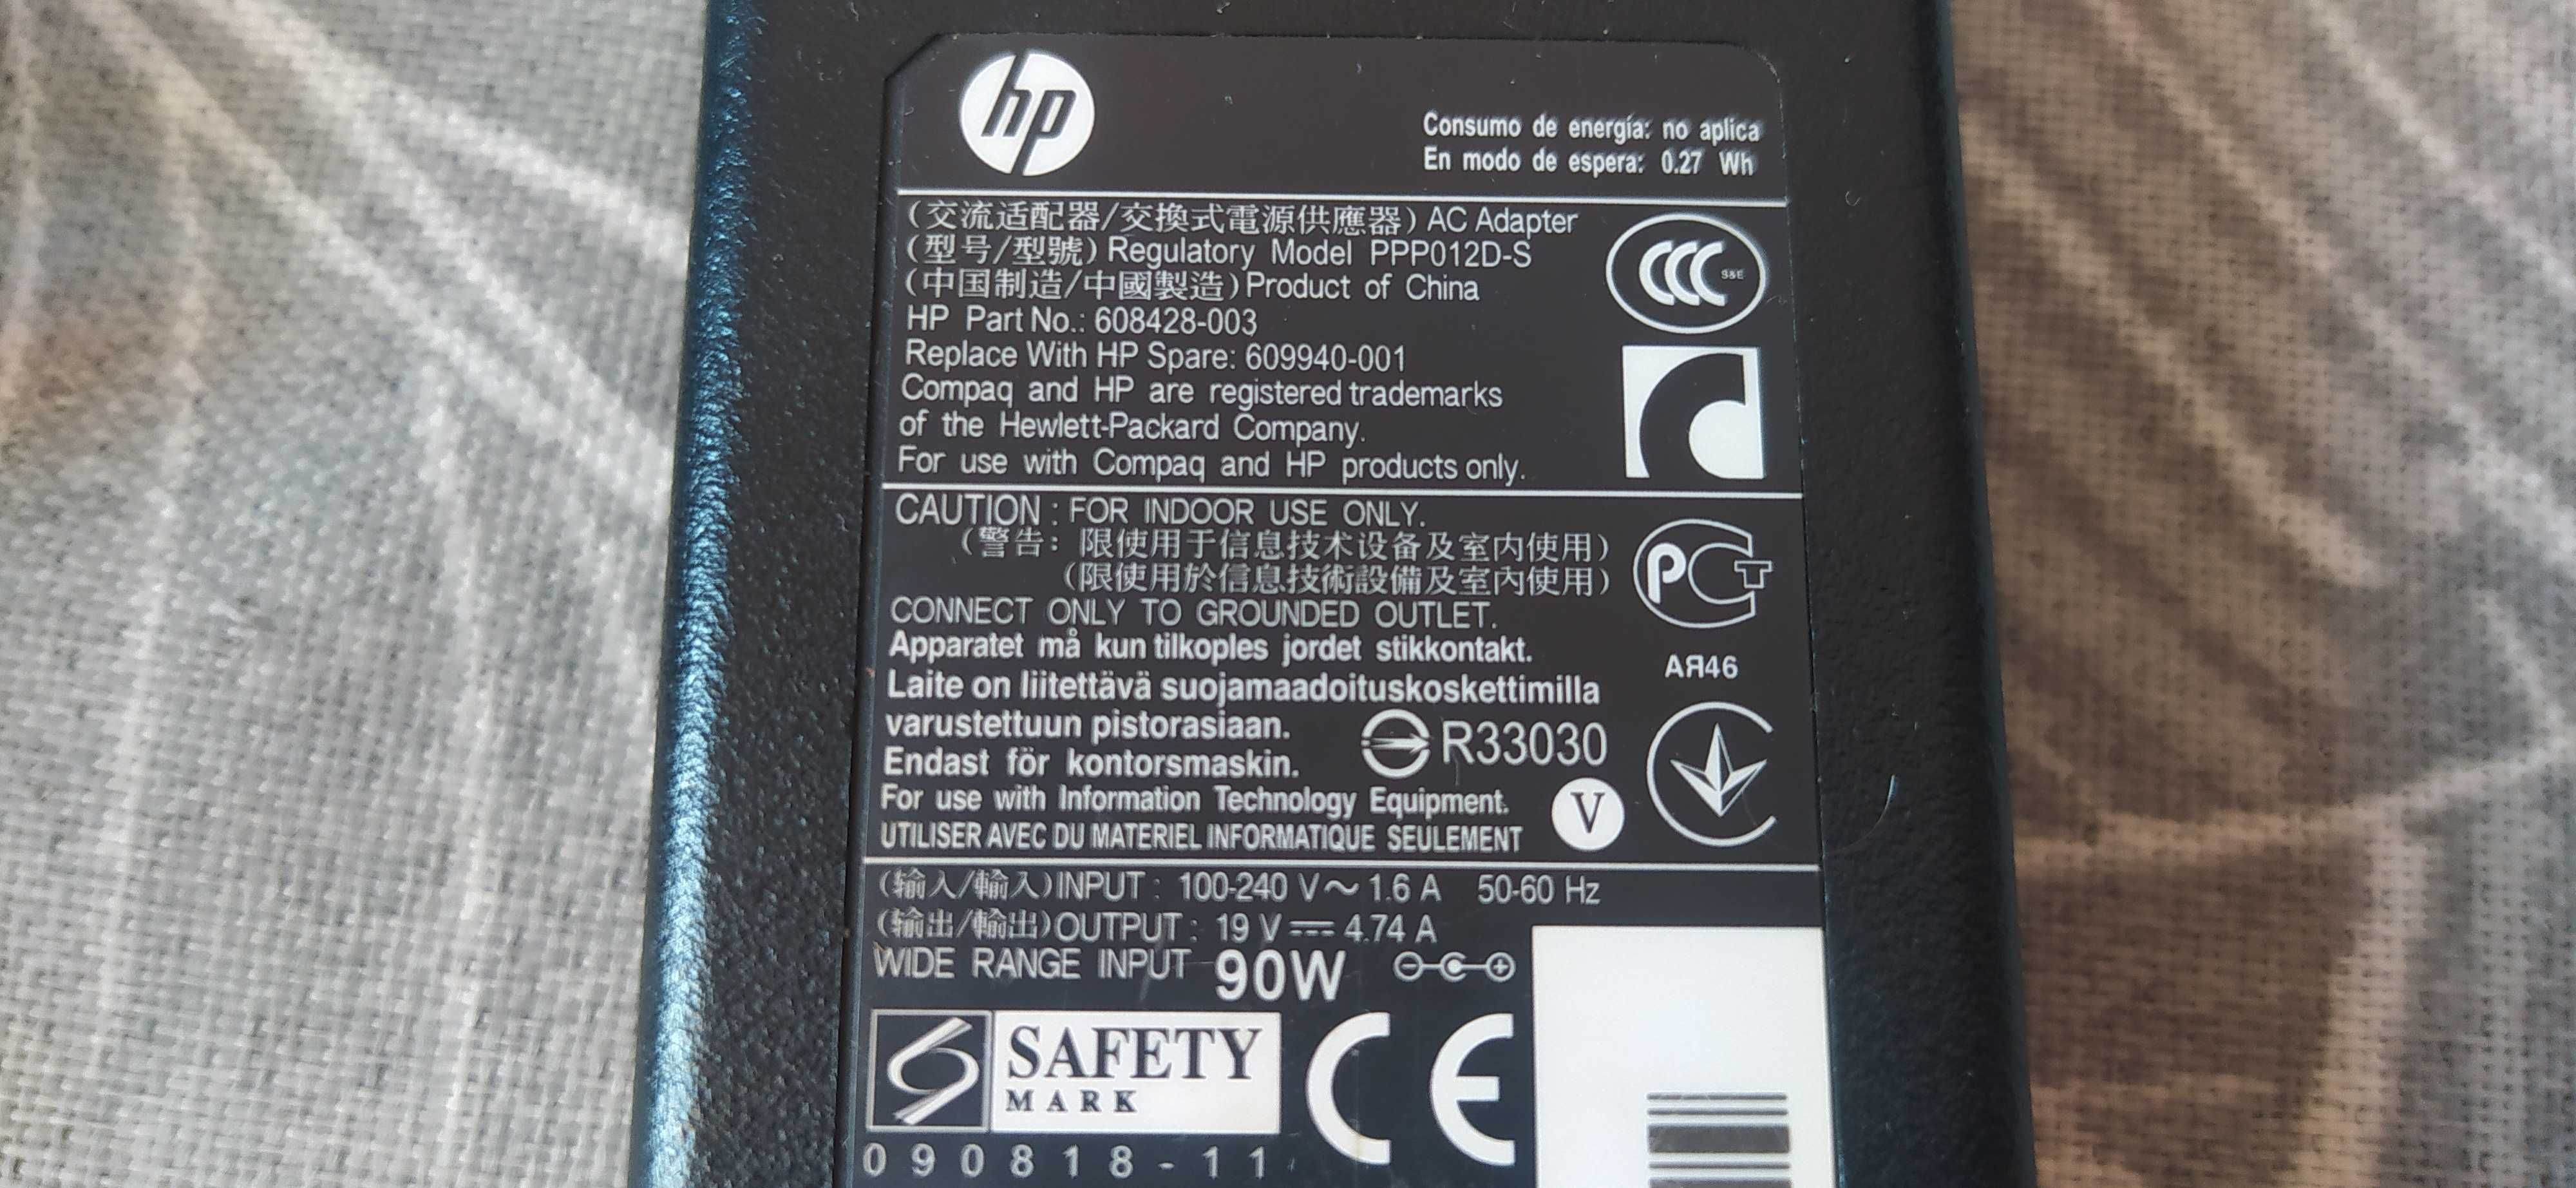 hp
Consumo de energía: no aplica
En modo de espera: 0.27 Wh
(交流适配器/交換式電源供應器) AC Adapter
(型号/型號) Regulatory Model PPP012D-S
(中国制造/中國製造) Product of China
HP Part No.: 608428-003
Replace With HP Spare: 609940-001
Compaq and HP are registered trademarks
of the Hewlett-Packard Company.
For use with Compaq and HP products only.
CCC S&E
CAUTION : FOR INDOOR USE ONLY.
(警告: 限使用于信息技术设备及室内使用)
(限使用於信息技術設備及室內使用)
CONNECT ONLY TO GROUNDED OUTLET.
Apparatet må kun tilkoples jordet stikkontakt.
Laite on liitettävä suojamaadoituskoskettimilla
varustettuun pistorasiaan.
R33030
Endast för kontorsmaskin.
For use with Information Technology Equipment.
UTILISER AVEC DU MATERIEL INFORMATIQUE SEULEMENT
V
РСТ
АЯ46
(输入/輸入) INPUT : 100-240 V~ 1.6 A 50-60 Hz
(输出/輸出) OUTPUT : 19 V⎓ 4.74 A
WIDE RANGE INPUT 90W
SAFETY
MARK
CE
090818-11